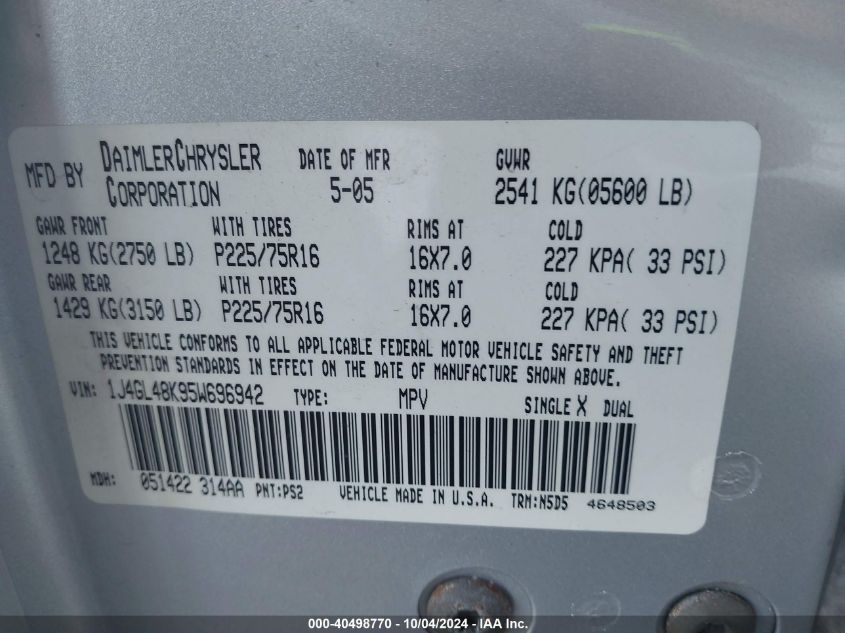 MFD BY DAIMLERCHRYSLER CORPORATION DATE OF MFR 5-05 GVWR 2541 KG(05600 LB)
GAWR FRONT WITH TIRES RIMS AT COLD
1248 KG(2750 LB) P225/75R16 16X7.0 227 KPA( 33 PSI)
GAWR REAR WITH TIRES RIMS AT COLD
1429 KG(3150 LB) P225/75R16 16X7.0 227 KPA( 33 PSI)
THIS VEHICLE CONFORMS TO ALL APPLICABLE FEDERAL MOTOR VEHICLE SAFETY AND THEFT
PREVENTION STANDARDS IN EFFECT ON THE DATE OF MANUFACTURE SHOWN ABOVE.
VIN: 1J4GL48K95W696942 TYPE: MPV SINGLE X DUAL
MDH: 051422 314AA PNT:PS2 VEHICLE MADE IN U.S.A. TRM:N5D5 4648503
000-40498770 - 10/04/2024 - IAA Inc.